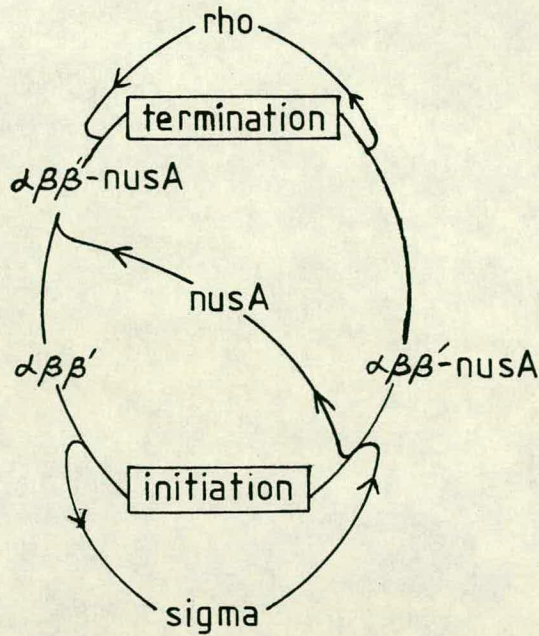 rho
termination
αββ′-nusA
nusA
αββ′
αββ′-nusA
initiation
sigma